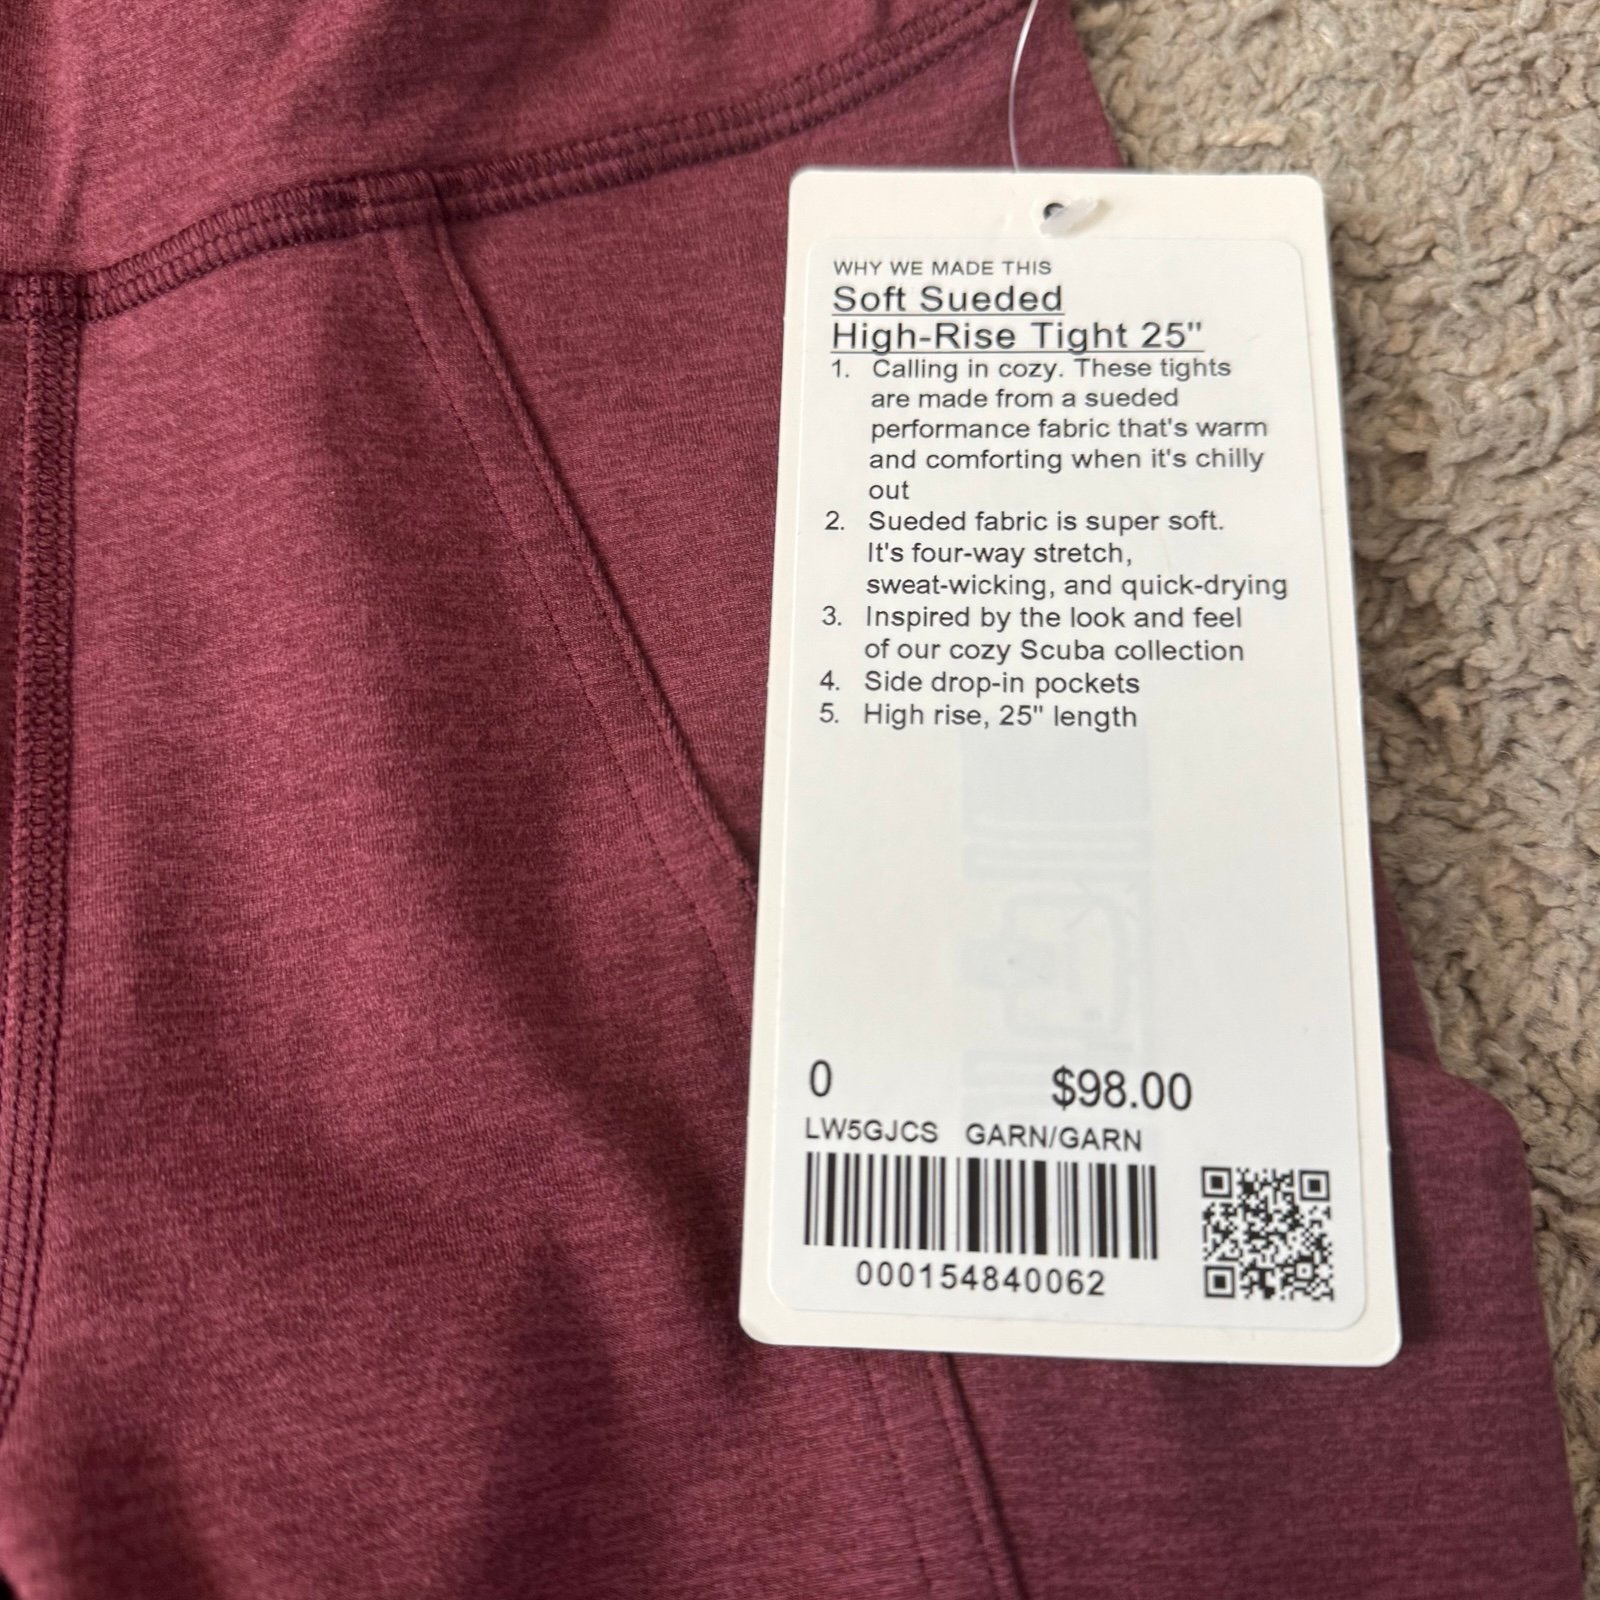 WHY WE MADE THIS
Soft Sueded
High-Rise Tight 25"
1. Calling in cozy. These tights
are made from a sueded
performance fabric that's warm
and comforting when it's chilly
out
2. Sueded fabric is super soft.
It's four-way stretch,
sweat-wicking, and quick-drying
3. Inspired by the look and feel
of our cozy Scuba collection
4. Side drop-in pockets
5. High rise, 25" length
0 $98.00
LW5GJCS GARN/GARN
000154840062